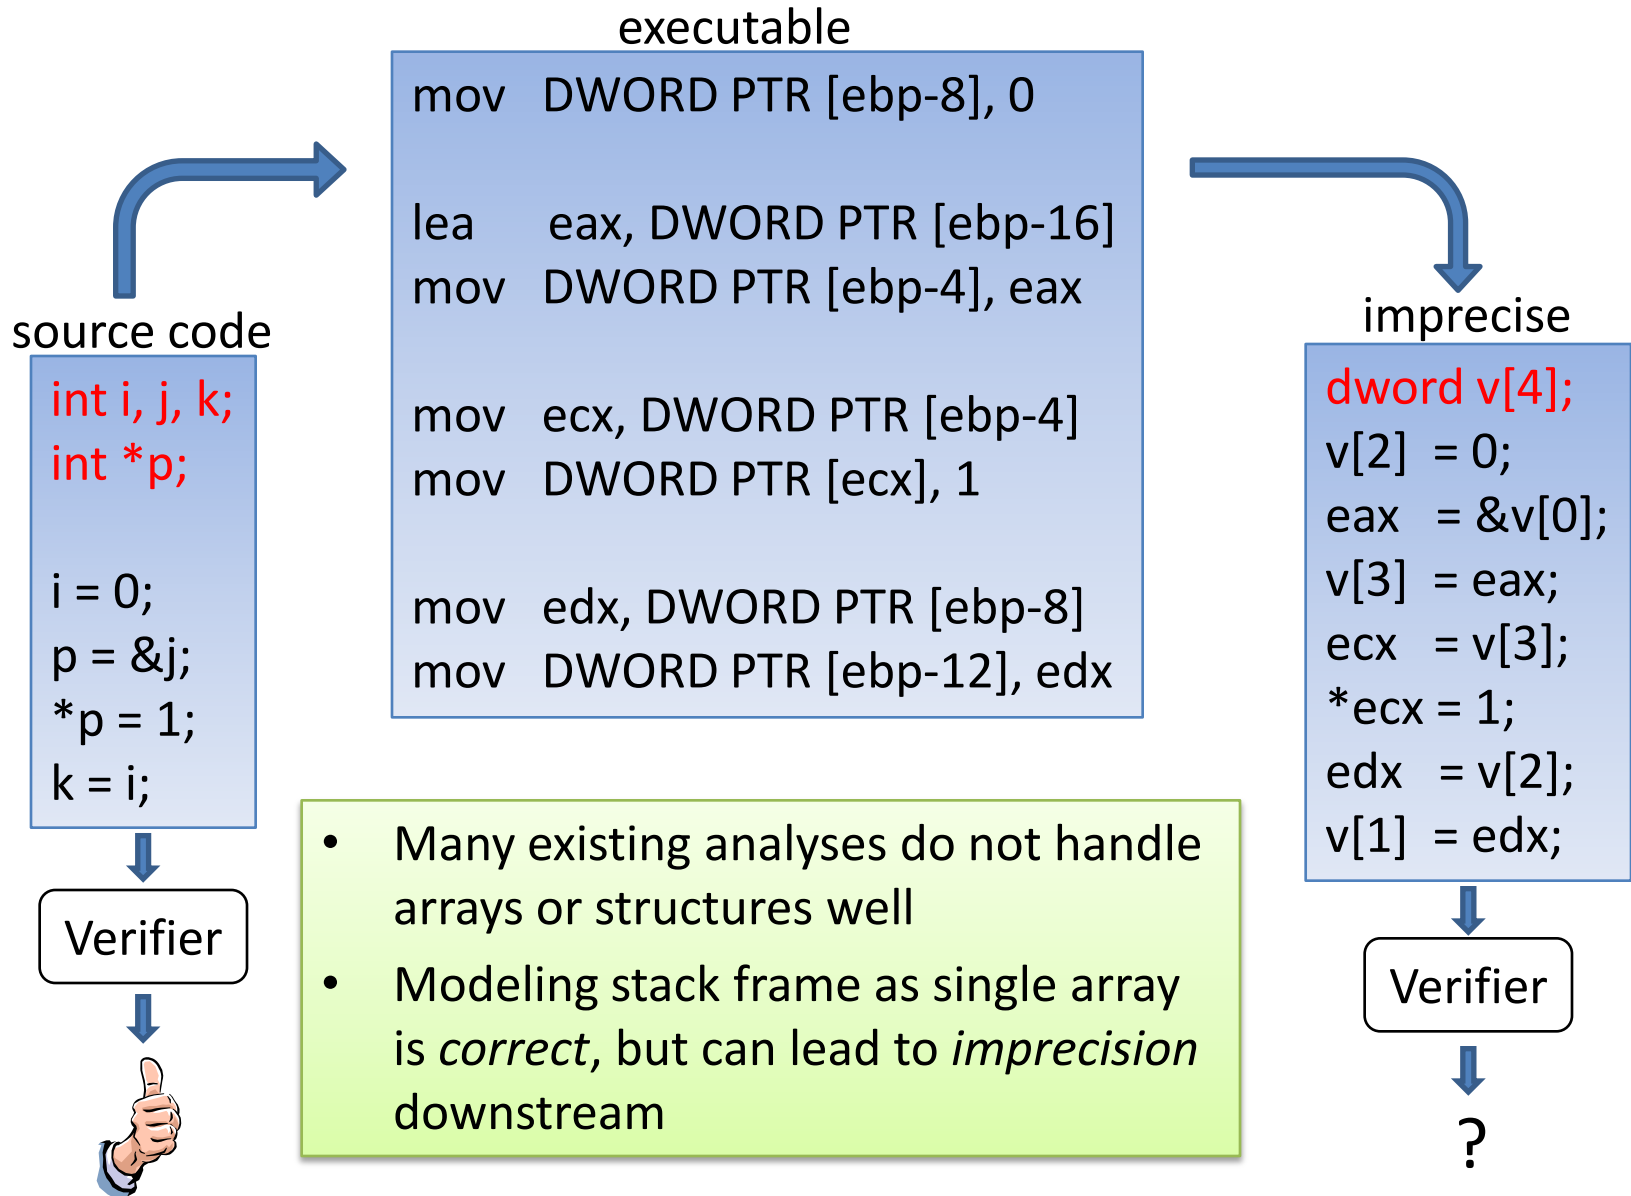 executable
mov DWORD PTR [ebp-8], 0
lea eax, DWORD PTR [ebp-16]
mov DWORD PTR [ebp-4], eax
mov ecx, DWORD PTR [ebp-4]
mov DWORD PTR [ecx], 1
mov edx, DWORD PTR [ebp-8]
mov DWORD PTR [ebp-12], edx
source code
int i, j, k;
int *p;
i = 0;
p = &j;
*p = 1;
k = i;
Verifier
imprecise
dword v[4];
v[2] = 0;
eax = &v[0];
v[3] = eax;
ecx = v[3];
*ecx = 1;
edx = v[2];
v[1] = edx;
Verifier
?
• Many existing analyses do not handle
arrays or structures well
• Modeling stack frame as single array
is correct, but can lead to imprecision
downstream